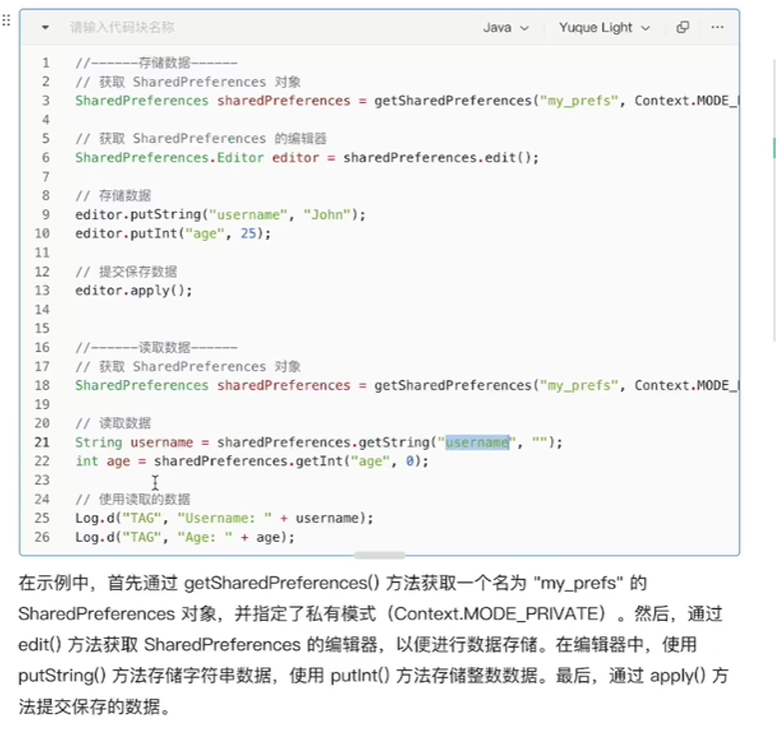 请输入代码块名称 Java Yuque Light
1 //------存储数据------
2 // 获取 SharedPreferences 对象
3 SharedPreferences sharedPreferences = getSharedPreferences("my_prefs", Context.MODE_
4
5 // 获取 SharedPreferences 的编辑器
6 SharedPreferences.Editor editor = sharedPreferences.edit();
7
8 // 存储数据
9 editor.putString("username", "John");
10 editor.putInt("age", 25);
11
12 // 提交保存数据
13 editor.apply();
14
15
16 //------读取数据------
17 // 获取 SharedPreferences 对象
18 SharedPreferences sharedPreferences = getSharedPreferences("my_prefs", Context.MODE_
19
20 // 读取数据
21 String username = sharedPreferences.getString("username", "");
22 int age = sharedPreferences.getInt("age", 0);
23
24 // 使用读取的数据
25 Log.d("TAG", "Username: " + username);
26 Log.d("TAG", "Age: " + age);
在示例中，首先通过 getSharedPreferences() 方法获取一个名为 "my_prefs" 的
SharedPreferences 对象，并指定了私有模式（Context.MODE_PRIVATE）。然后，通过
edit() 方法获取 SharedPreferences 的编辑器，以便进行数据存储。在编辑器中，使用
putString() 方法存储字符串数据，使用 putInt() 方法存储整数数据。最后，通过 apply() 方
法提交保存的数据。